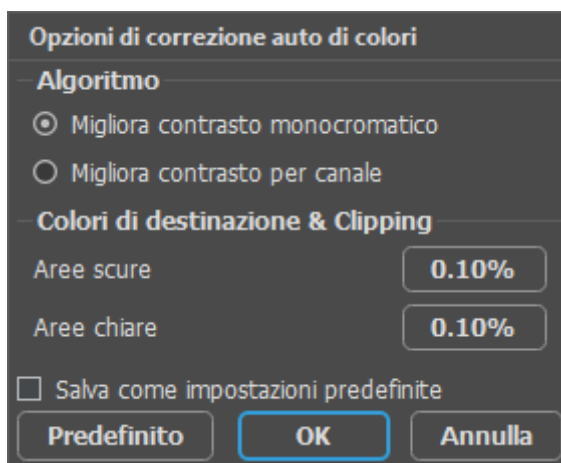 Opzioni di correzione auto di colori
Algoritmo
Migliora contrasto monocromatico
Migliora contrasto per canale
Colori di destinazione & Clipping
Aree scure 0.10%
Aree chiare 0.10%
Salva come impostazioni predefinite
Predefinito OK Annulla